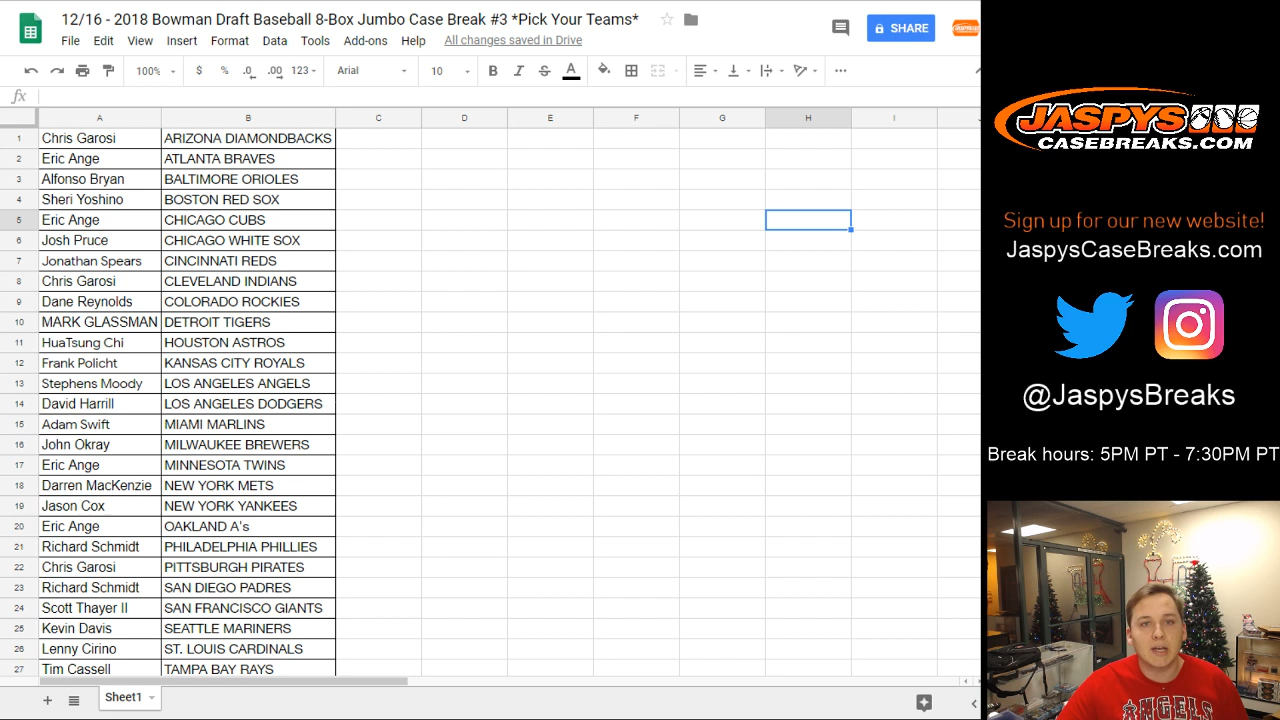 12/16 - 2018 Bowman Draft Baseball 8-Box Jumbo Case Break #3 *Pick Your Teams*
File Edit View Insert Format Data Tools Add-ons Help All changes saved in Drive
SHARE
100% $ % .0 .00 123 Arial 10 B I S A
fx
A B C D E F G H I
1 Chris Garosi ARIZONA DIAMONDBACKS
2 Eric Ange ATLANTA BRAVES
3 Alfonso Bryan BALTIMORE ORIOLES
4 Sheri Yoshino BOSTON RED SOX
5 Eric Ange CHICAGO CUBS
6 Josh Pruce CHICAGO WHITE SOX
7 Jonathan Spears CINCINNATI REDS
8 Chris Garosi CLEVELAND INDIANS
9 Dane Reynolds COLORADO ROCKIES
10 MARK GLASSMAN DETROIT TIGERS
11 HuaTsung Chi HOUSTON ASTROS
12 Frank Policht KANSAS CITY ROYALS
13 Stephens Moody LOS ANGELES ANGELS
14 David Harrill LOS ANGELES DODGERS
15 Adam Swift MIAMI MARLINS
16 John Okray MILWAUKEE BREWERS
17 Eric Ange MINNESOTA TWINS
18 Darren MacKenzie NEW YORK METS
19 Jason Cox NEW YORK YANKEES
20 Eric Ange OAKLAND A's
21 Richard Schmidt PHILADELPHIA PHILLIES
22 Chris Garosi PITTSBURGH PIRATES
23 Richard Schmidt SAN DIEGO PADRES
24 Scott Thayer II SAN FRANCISCO GIANTS
25 Kevin Davis SEATTLE MARINERS
26 Lenny Cirino ST. LOUIS CARDINALS
27 Tim Cassell TAMPA BAY RAYS
Sheet1
JASPYS
CASEBREAKS.COM
Sign up for our new website!
JaspysCaseBreaks.com
@JaspysBreaks
Break hours: 5PM PT - 7:30PM PT
ANGELS